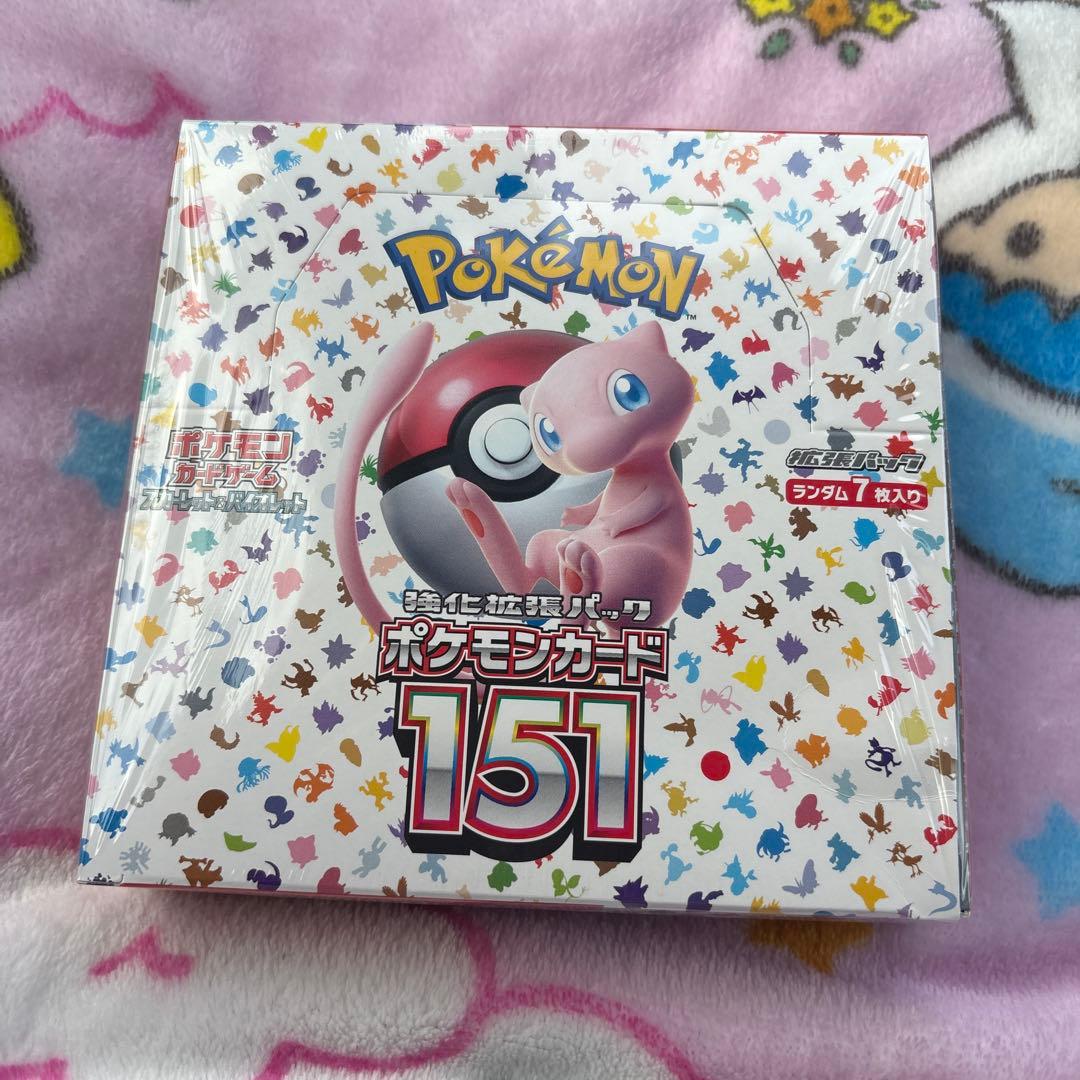 POKéMON
TM
ポケモン
カードゲーム
スカーレット&バイオレット
拡張パック
ランダム7枚入り
強化拡張パック
ポケモンカード
151